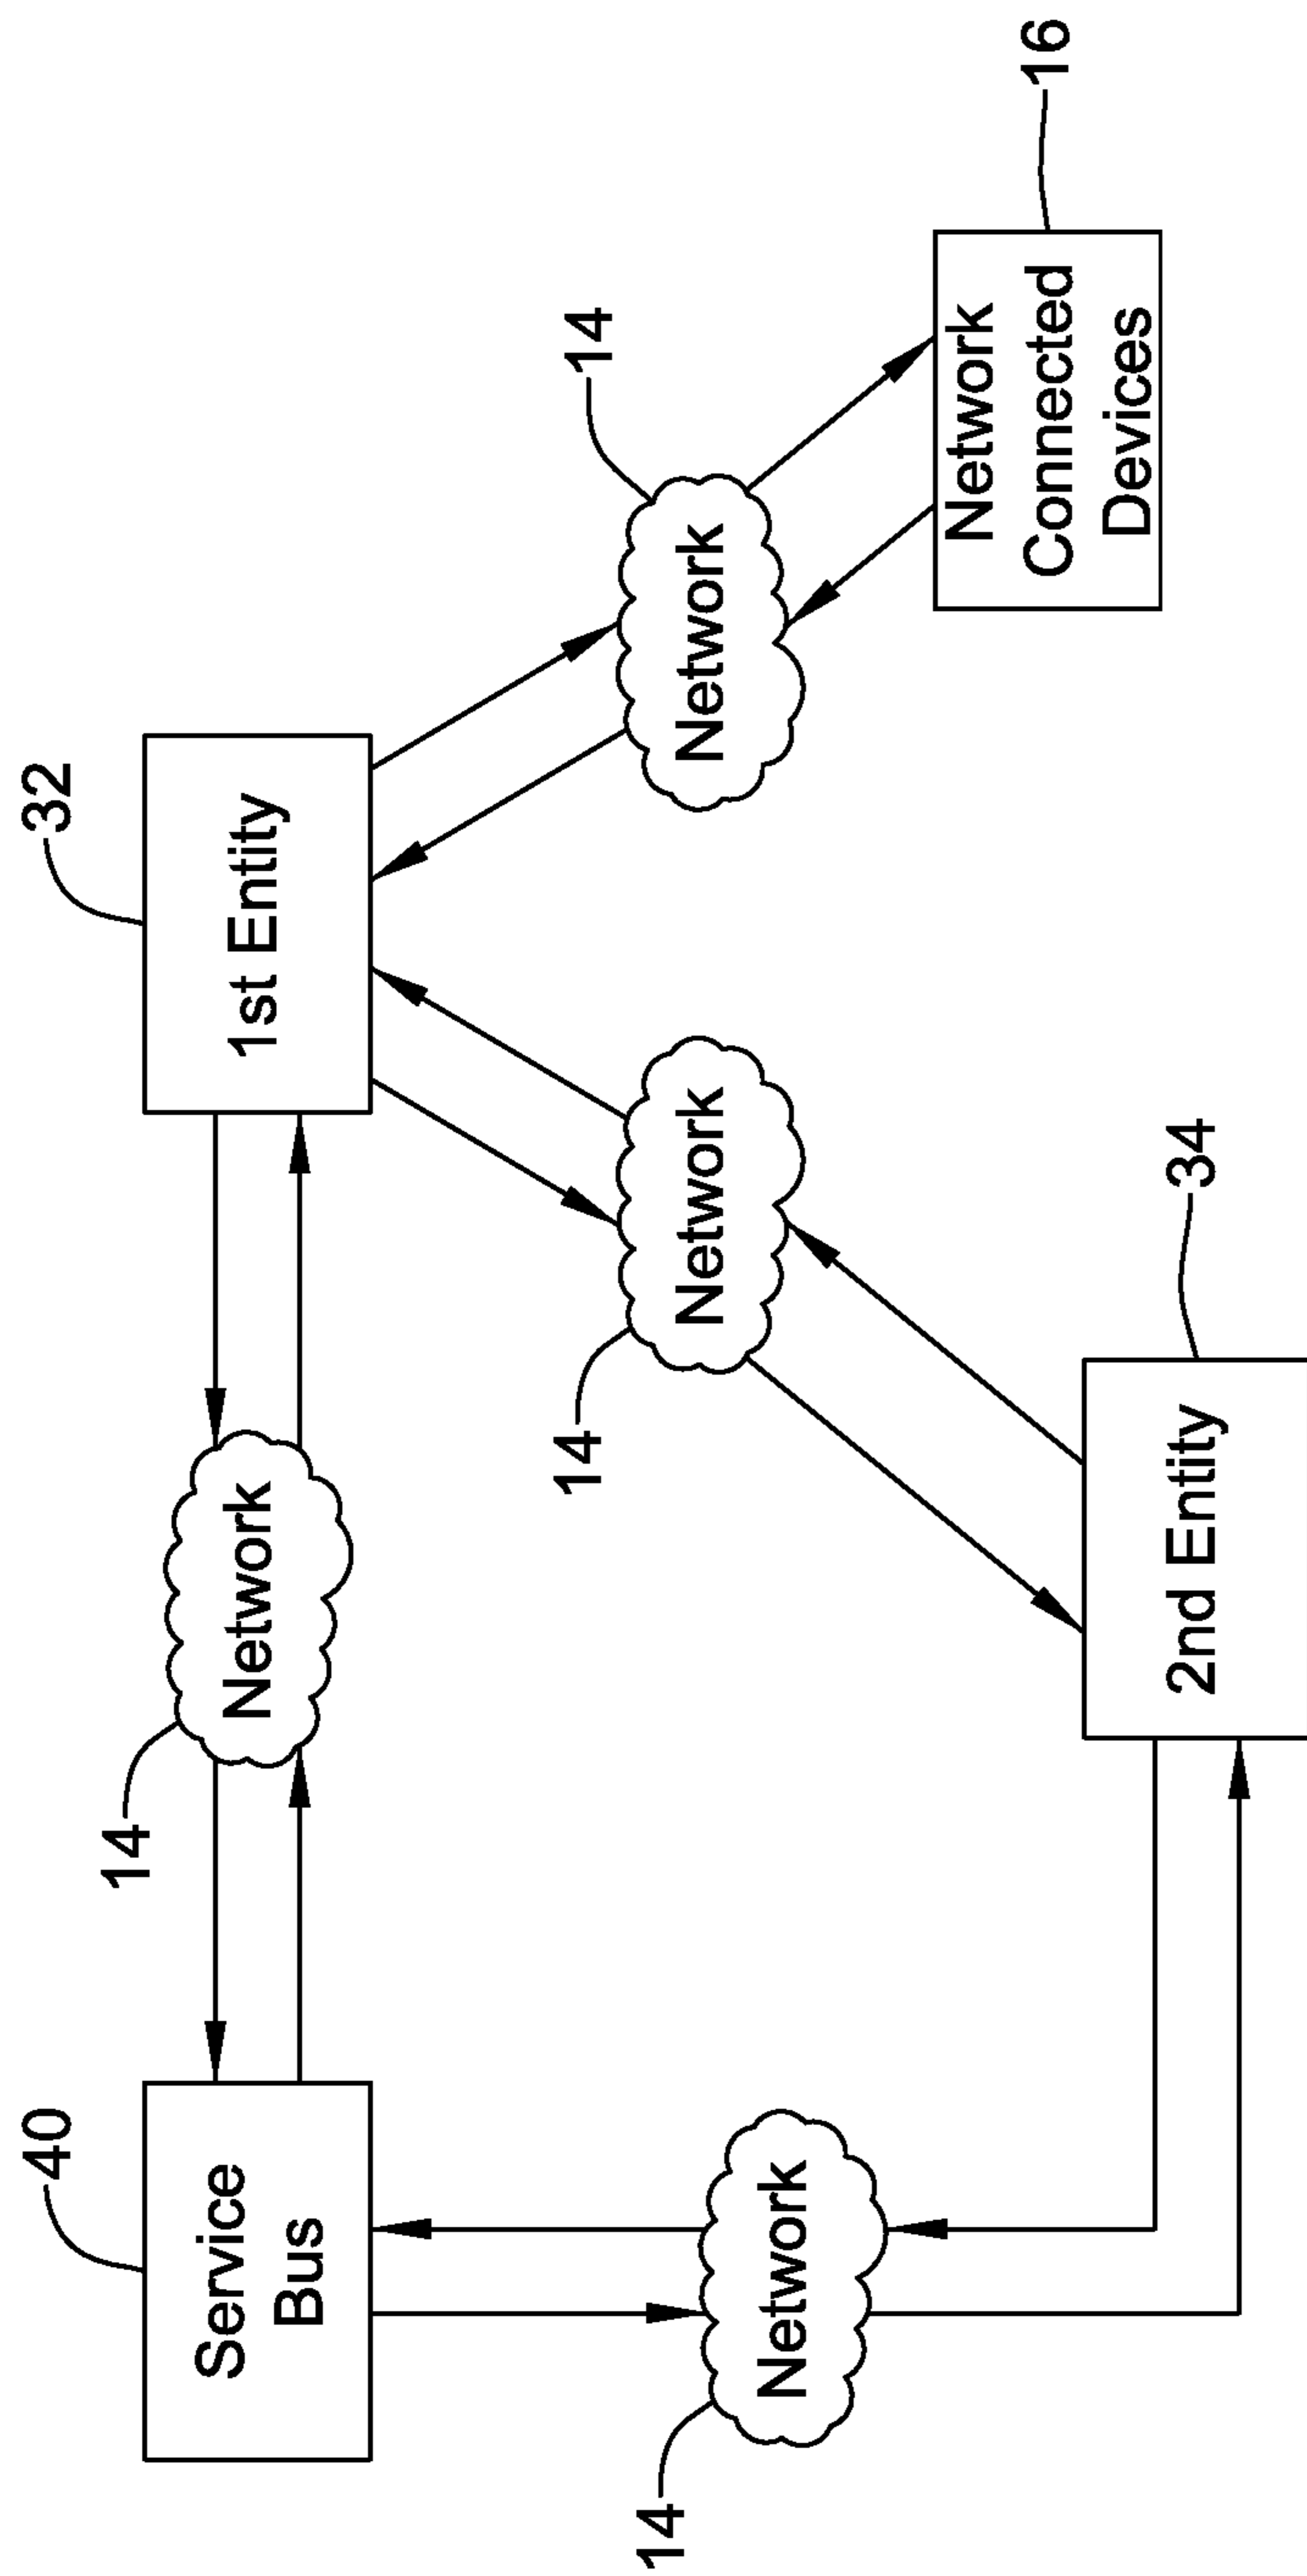 40
Service
Bus
14
Network
32
1st Entity
14
Network
14
Network
14
Network
34
2nd Entity
16
Network
Connected
Devices